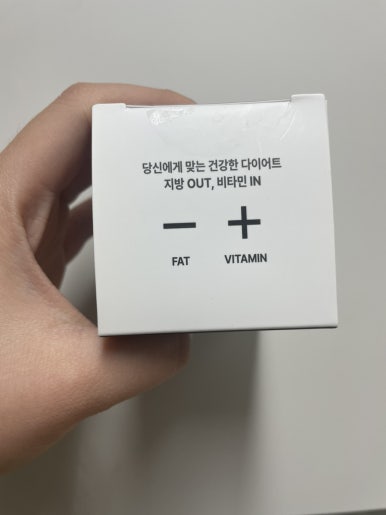 당신에게 맞는 건강한 다이어트
지방 OUT, 비타민 IN
− +
FAT VITAMIN